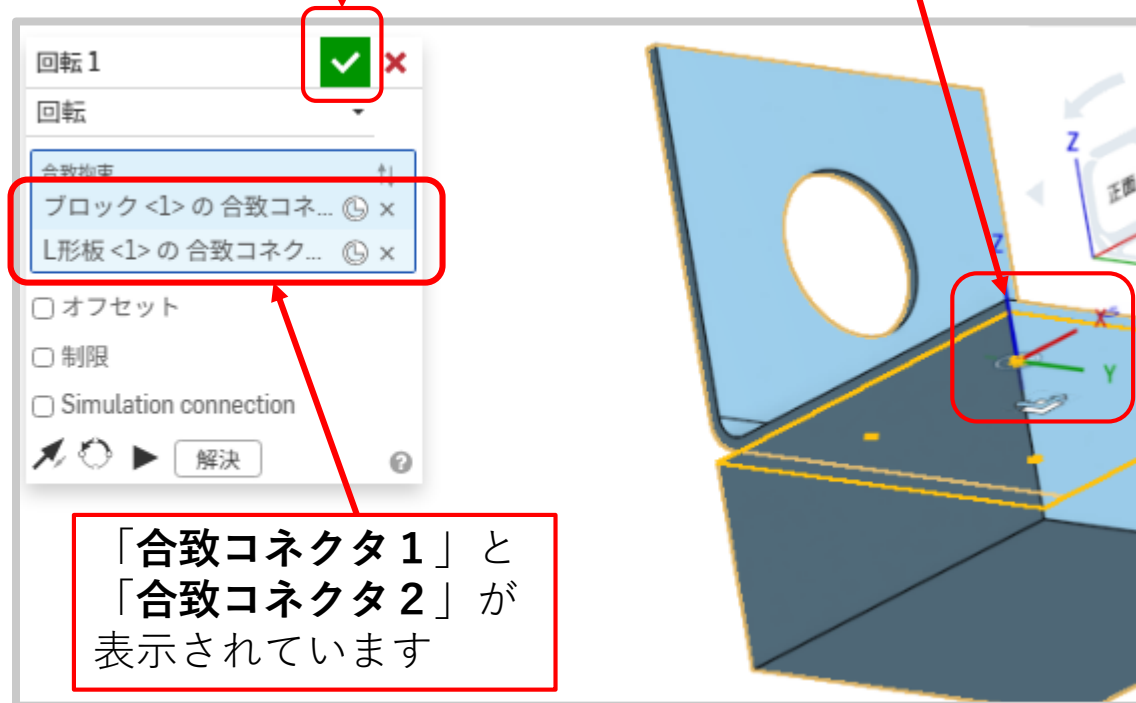 回転 1
回転
合致拘束
ブロック <1> の 合致コネ...
L形板 <1> の 合致コネク...
オフセット
制限
Simulation connection
解決
「合致コネクタ１」と
「合致コネクタ２」が
表示されています
Z
正面
Z
X
Y